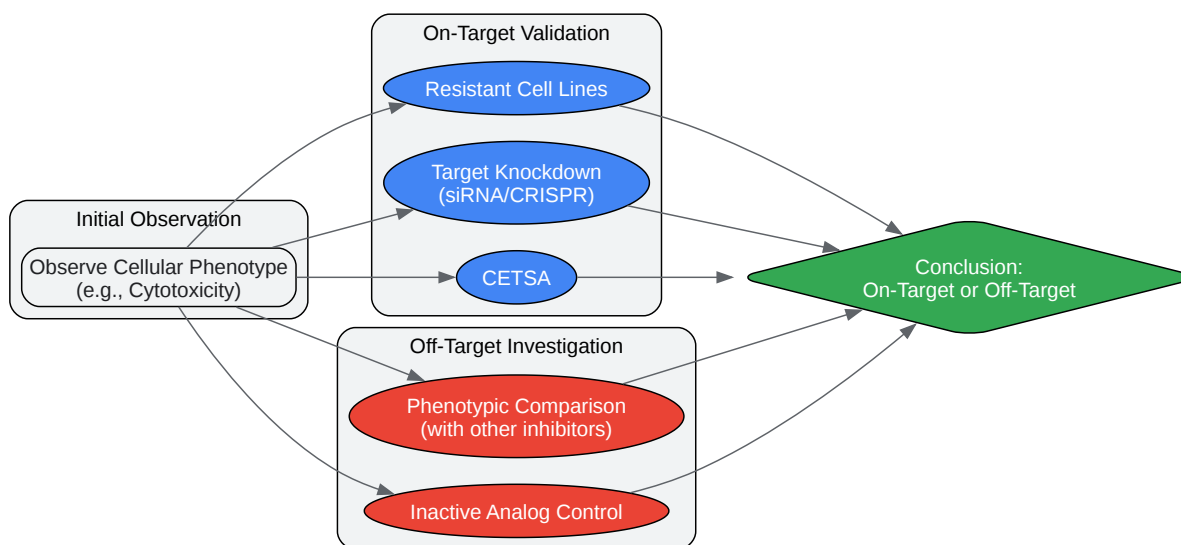 On-Target Validation
Resistant Cell Lines
Target Knockdown
(siRNA/CRISPR)
CETSA
Initial Observation
Observe Cellular Phenotype
(e.g., Cytotoxicity)
Conclusion:
On-Target or Off-Target
Off-Target Investigation
Phenotypic Comparison
(with other inhibitors)
Inactive Analog Control